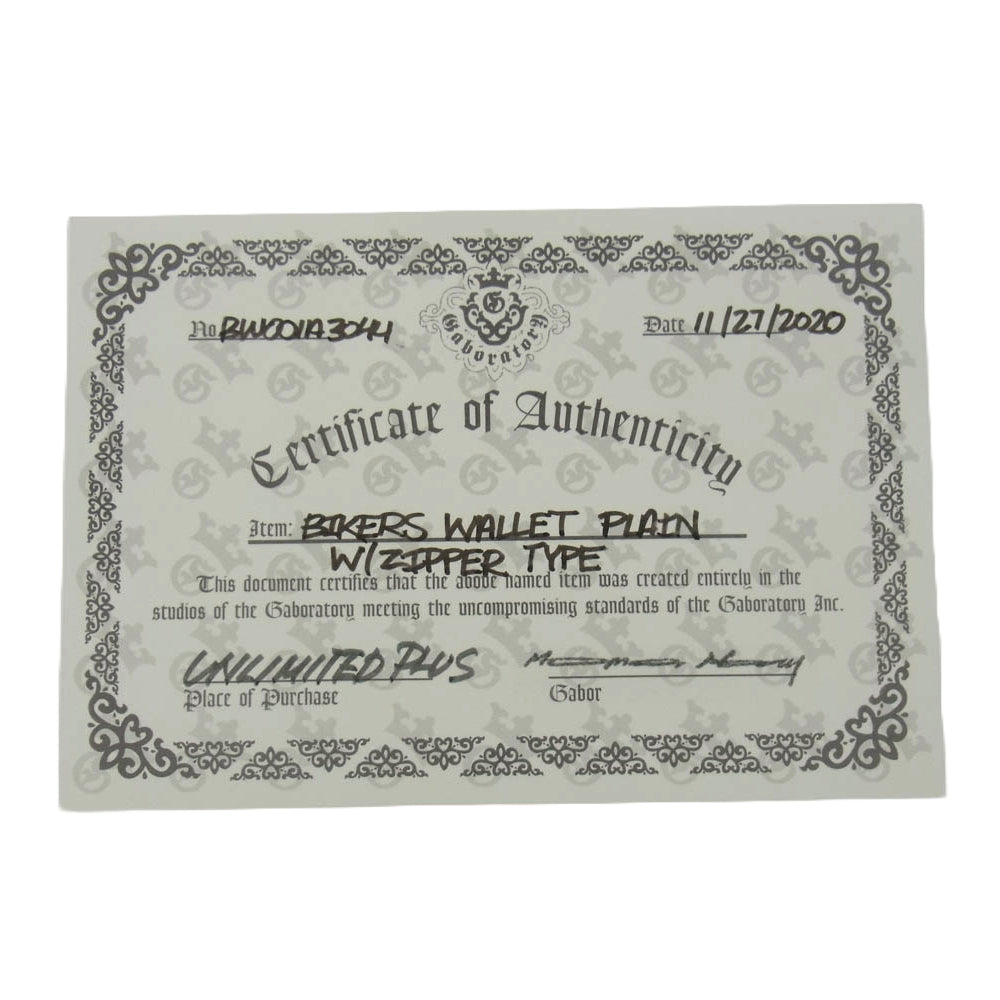 No BWC01A3044
G
Gaboratory
Date 11/27/2020
Certificate of Authenticity
Item: BIKERS WALLET PLAIN
W/ZIPPER TYPE
This document certifies that the above named item was created entirely in the
studios of the Gaboratory meeting the uncompromising standards of the Gaboratory Inc.
UNLIMITED PLUS
Place of Purchase
Gabor